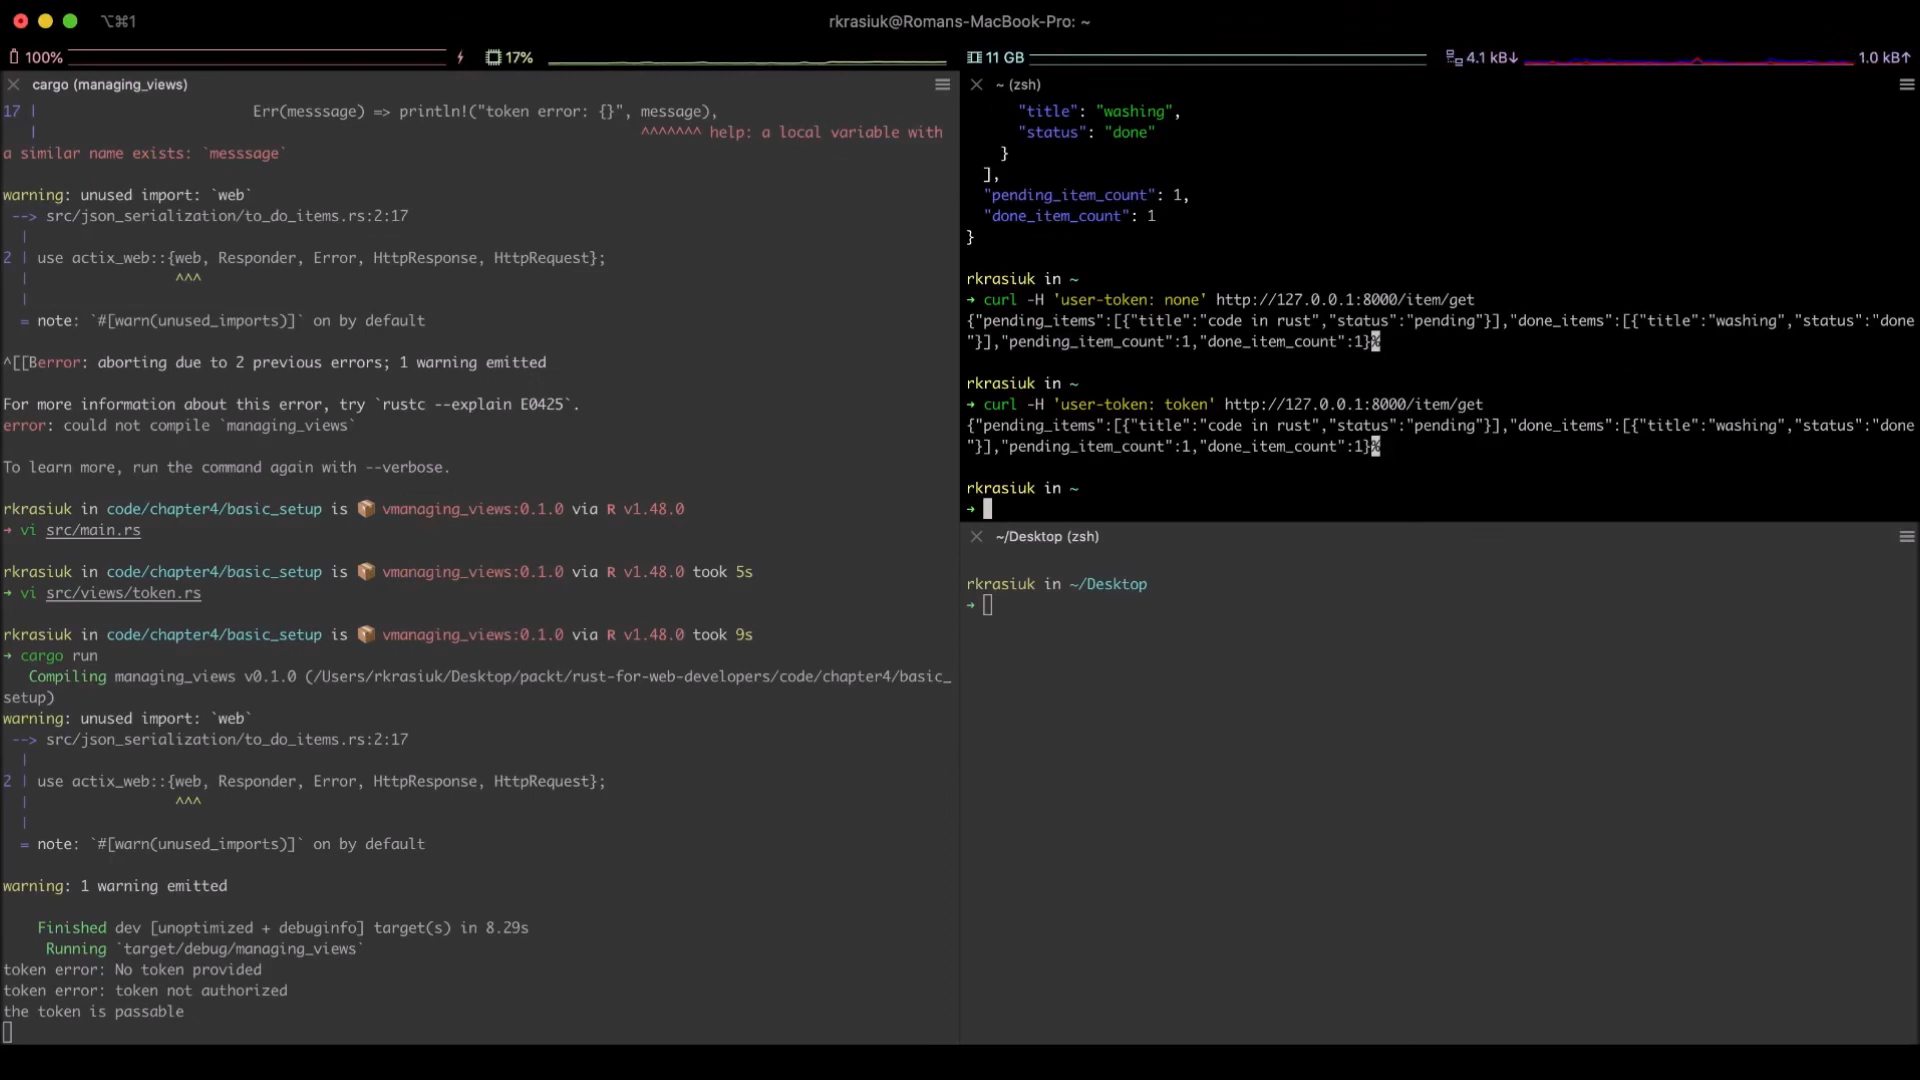 ⌥⌘1
rkrasiuk@Romans-MacBook-Pro: ~
100%
17%
11 GB
4.1 kB↓
1.0 kB↑
cargo (managing_views)
17 |                         Err(messsage) => println!("token error: {}", message),
   |                                                                      ^^^^^^^ help: a local variable with
a similar name exists: `messsage`
warning: unused import: `web`
 --> src/json_serialization/to_do_items.rs:2:17
  |
2 | use actix_web::{web, Responder, Error, HttpResponse, HttpRequest};
  |                 ^^^
  |
  = note: `#[warn(unused_imports)]` on by default
^[[Berror: aborting due to 2 previous errors; 1 warning emitted
For more information about this error, try `rustc --explain E0425`.
error: could not compile `managing_views`
To learn more, run the command again with --verbose.
rkrasiuk in code/chapter4/basic_setup is 📦 vmanaging_views:0.1.0 via R v1.48.0
➜ vi src/main.rs
rkrasiuk in code/chapter4/basic_setup is 📦 vmanaging_views:0.1.0 via R v1.48.0 took 5s
➜ vi src/views/token.rs
rkrasiuk in code/chapter4/basic_setup is 📦 vmanaging_views:0.1.0 via R v1.48.0 took 9s
➜ cargo run
   Compiling managing_views v0.1.0 (/Users/rkrasiuk/Desktop/packt/rust-for-web-developers/code/chapter4/basic_
setup)
warning: unused import: `web`
 --> src/json_serialization/to_do_items.rs:2:17
  |
2 | use actix_web::{web, Responder, Error, HttpResponse, HttpRequest};
  |                 ^^^
  |
  = note: `#[warn(unused_imports)]` on by default
warning: 1 warning emitted
    Finished dev [unoptimized + debuginfo] target(s) in 8.29s
     Running `target/debug/managing_views`
token error: No token provided
token error: token not authorized
the token is passable
~ (zsh)
      "title": "washing",
      "status": "done"
    }
  ],
  "pending_item_count": 1,
  "done_item_count": 1
}
rkrasiuk in ~
➜ curl -H 'user-token: none' http://127.0.0.1:8000/item/get
{"pending_items":[{"title":"code in rust","status":"pending"}],"done_items":[{"title":"washing","status":"done
"}],"pending_item_count":1,"done_item_count":1}%
rkrasiuk in ~
➜ curl -H 'user-token: token' http://127.0.0.1:8000/item/get
{"pending_items":[{"title":"code in rust","status":"pending"}],"done_items":[{"title":"washing","status":"done
"}],"pending_item_count":1,"done_item_count":1}%
rkrasiuk in ~
➜
~/Desktop (zsh)
rkrasiuk in ~/Desktop
➜